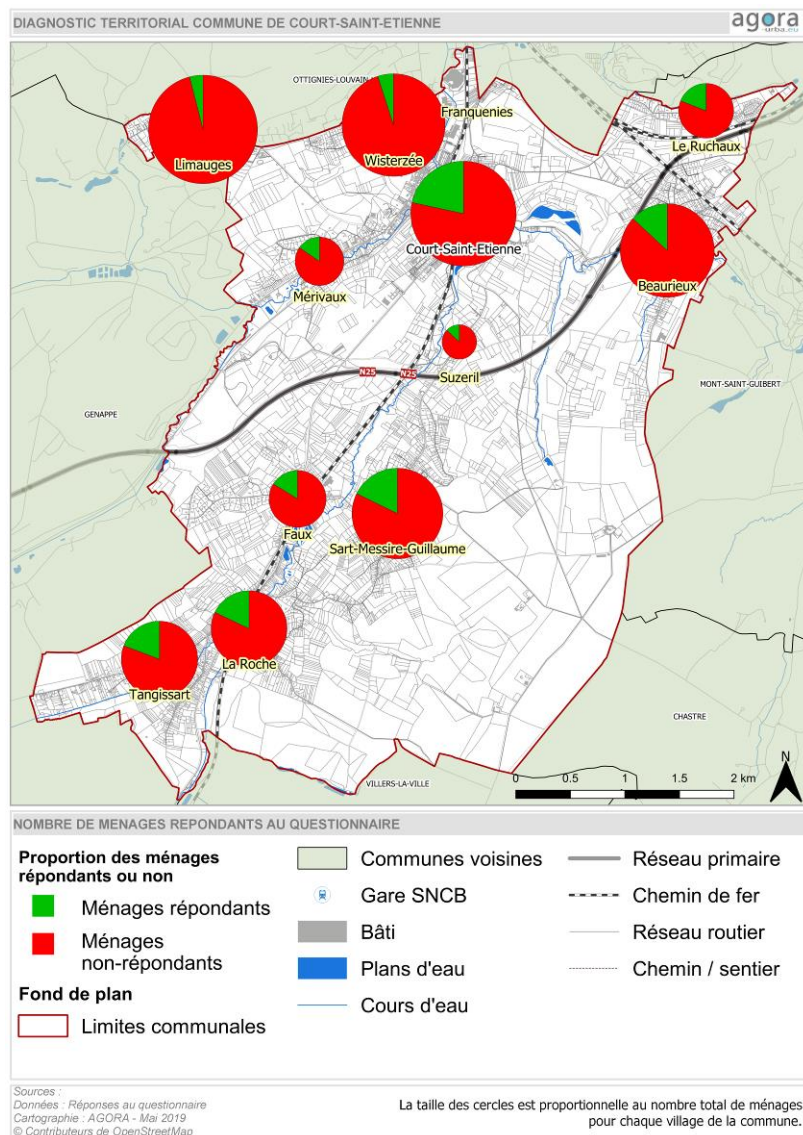 DIAGNOSTIC TERRITORIAL COMMUNE DE COURT-SAINT-ETIENNE
agora
-urba.eu
OTTIGNIES-LOUVAIN-L
Franquenies
Limauges
Wisterzée
Le Ruchaux
Court-Saint-Etienne
Beaurieux
Mérivaux
Suzeril
N25
N25
MONT-SAINT-GUIBERT
GENAPPE
Faux
Sart-Messire-Guillaume
La Roche
Tangissart
CHASTRE
VILLERS-LA-VILLE
N
0 0.5 1 1.5 2 km
NOMBRE DE MENAGES REPONDANTS AU QUESTIONNAIRE
Proportion des ménages
répondants ou non
Ménages répondants
Ménages
non-répondants
Fond de plan
Limites communales
Communes voisines
Gare SNCB
Bâti
Plans d'eau
Cours d'eau
Réseau primaire
Chemin de fer
Réseau routier
Chemin / sentier
Sources :
Données : Réponses au questionnaire
Cartographie : AGORA - Mai 2019
© Contributeurs de OpenStreetMap
La taille des cercles est proportionnelle au nombre total de ménages
pour chaque village de la commune.